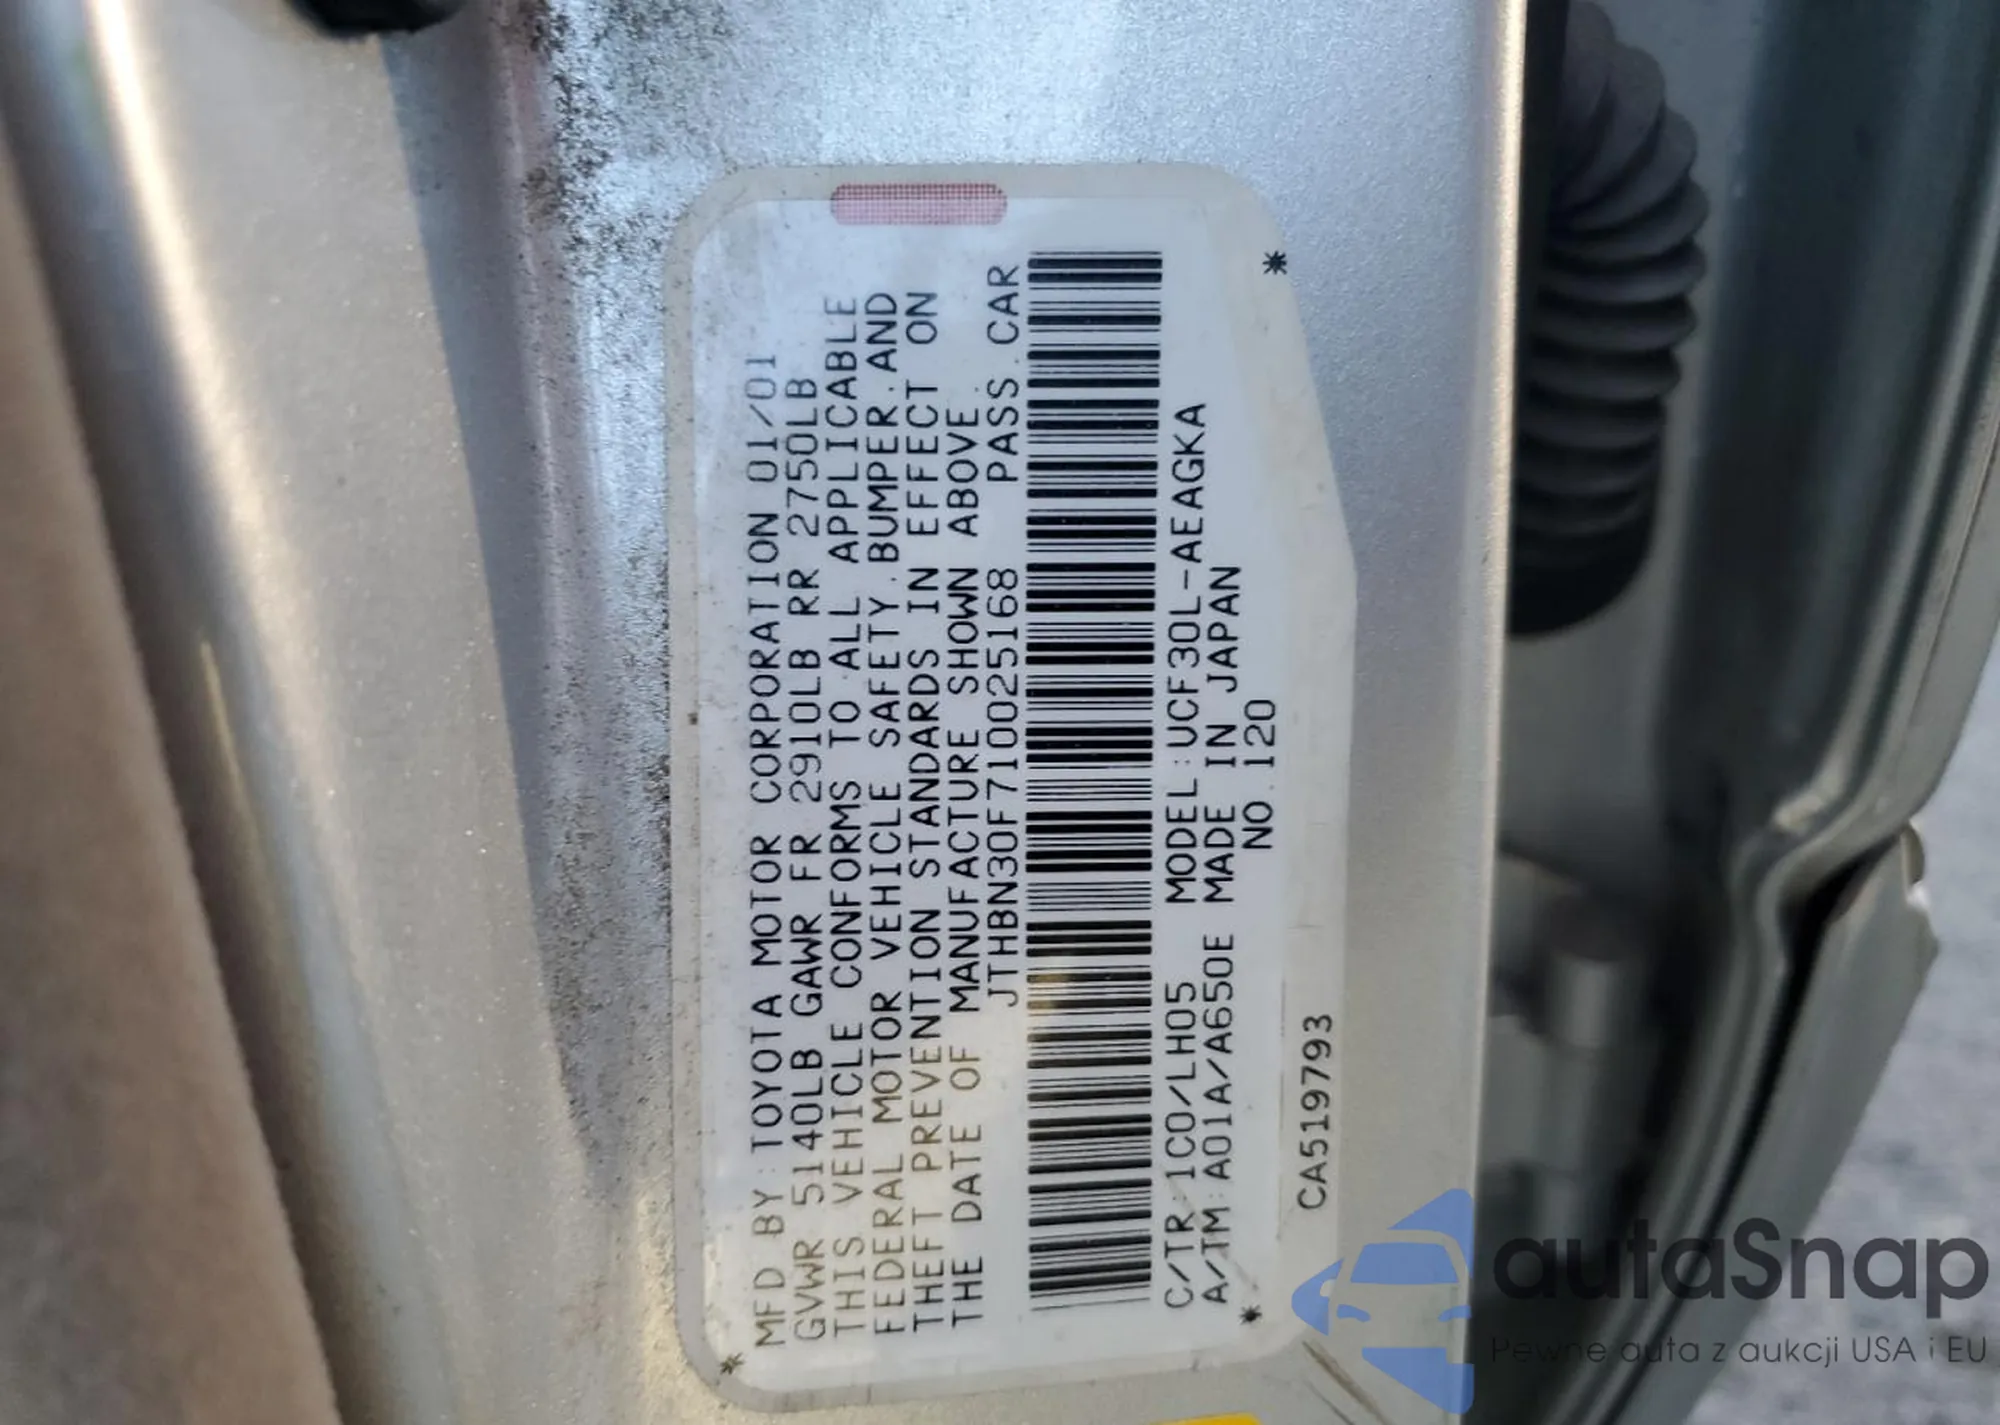 MFD BY:TOYOTA MOTOR CORPORATION 01/01
GVWR 5140LB GAWR FR 2910LB RR 2750LB
THIS VEHICLE CONFORMS TO ALL APPLICABLE
FEDERAL MOTOR VEHICLE SAFETY,BUMPER,AND
THEFT PREVENTION STANDARDS IN EFFECT ON
THE DATE OF MANUFACTURE SHOWN ABOVE.
JTHBN30F710025168 PASS.CAR
C/TR:1C0/LH05 MODEL:UCF30L-AEAGKA
A/TM:A01A/A650E MADE IN JAPAN
NO.120
CA519793
autaSnap
Pewne auta z aukcji USA i EU